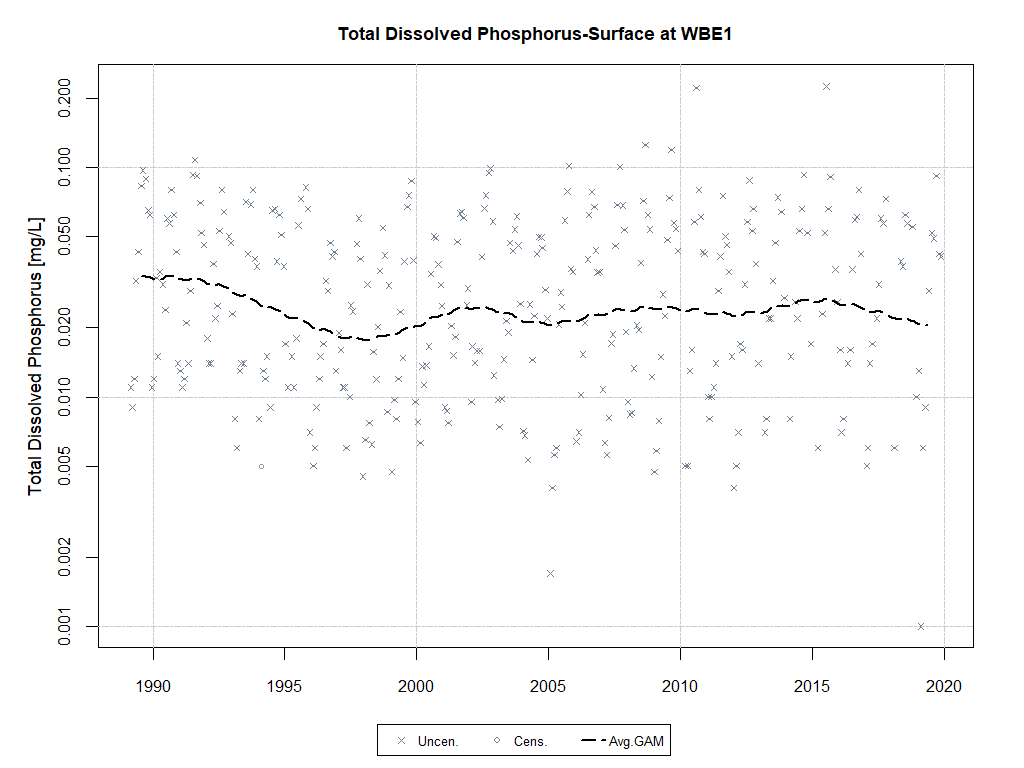 Total Dissolved Phosphorus-Surface at WBE1
Total Dissolved Phosphorus [mg/L]
0.200
0.100
0.050
0.020
0.010
0.005
0.002
0.001
1990 1995 2000 2005 2010 2015 2020
Uncen. Cens. Avg.GAM